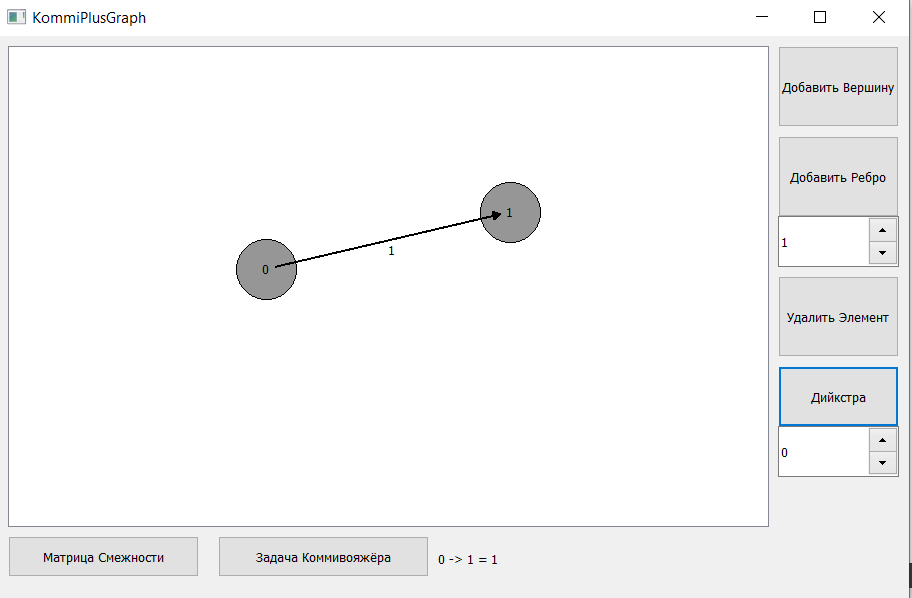 KommiPlusGraph
Добавить Вершину
Добавить Ребро
1
Удалить Элемент
Дийкстра
0
0
1
1
Матрица Смежности
Задача Коммивояжёра
0 -> 1 = 1